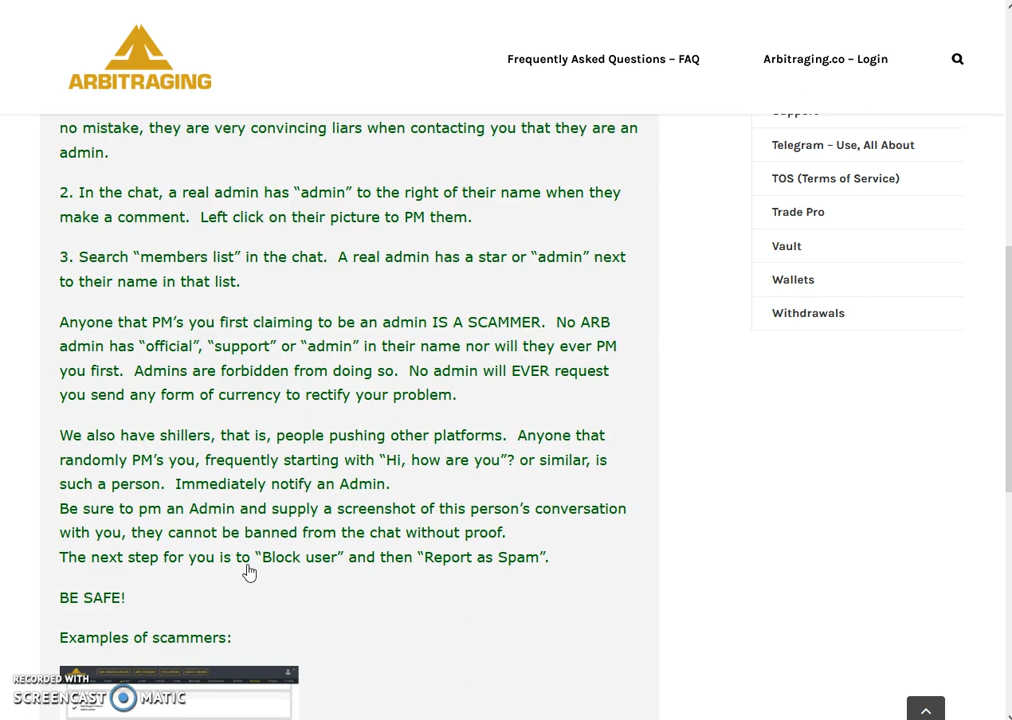 ARBITRAGING
Frequently Asked Questions – FAQ
Arbitraging.co – Login
no mistake, they are very convincing liars when contacting you that they are an
admin.
2. In the chat, a real admin has “admin” to the right of their name when they
make a comment.  Left click on their picture to PM them.
3. Search “members list” in the chat.  A real admin has a star or “admin” next
to their name in that list.
Anyone that PM’s you first claiming to be an admin IS A SCAMMER.  No ARB
admin has “official”, “support” or “admin” in their name nor will they ever PM
you first.  Admins are forbidden from doing so.  No admin will EVER request
you send any form of currency to rectify your problem.
We also have shillers, that is, people pushing other platforms.  Anyone that
randomly PM’s you, frequently starting with “Hi, how are you”? or similar, is
such a person.  Immediately notify an Admin.
Be sure to pm an Admin and supply a screenshot of this person’s conversation
with you, they cannot be banned from the chat without proof.
The next step for you is to “Block user” and then “Report as Spam”.
BE SAFE!
Examples of scammers:
Support
Telegram – Use, All About
TOS (Terms of Service)
Trade Pro
Vault
Wallets
Withdrawals
RECORDED WITH
SCREENCAST MATIC